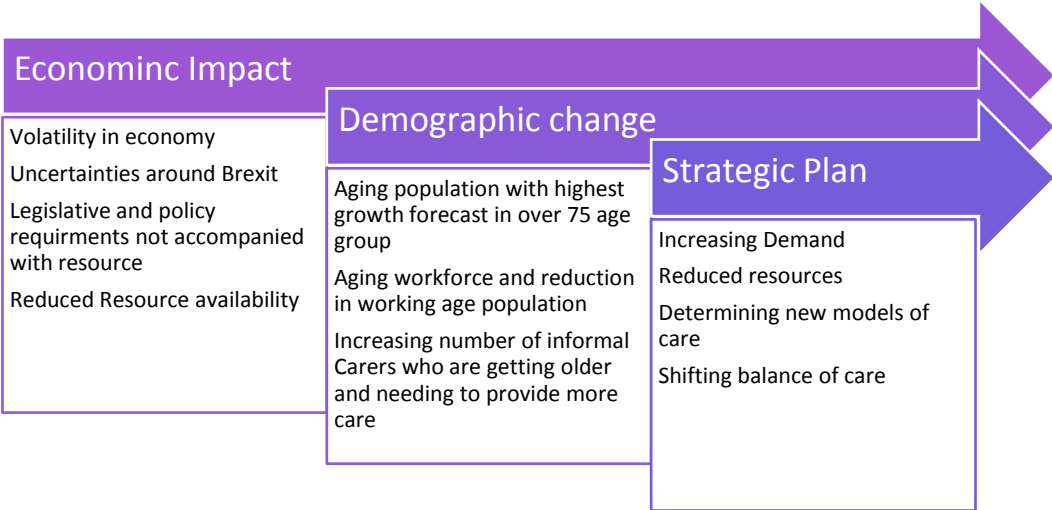 Econominc Impact
Volatility in economy
Uncertainties around Brexit
Legislative and policy
requirments not accompanied
with resource
Reduced Resource availability
Demographic change
Aging population with highest
growth forecast in over 75 age
group
Aging workforce and reduction
in working age population
Increasing number of informal
Carers who are getting older
and needing to provide more
care
Strategic Plan
Increasing Demand
Reduced resources
Determining new models of
care
Shifting balance of care